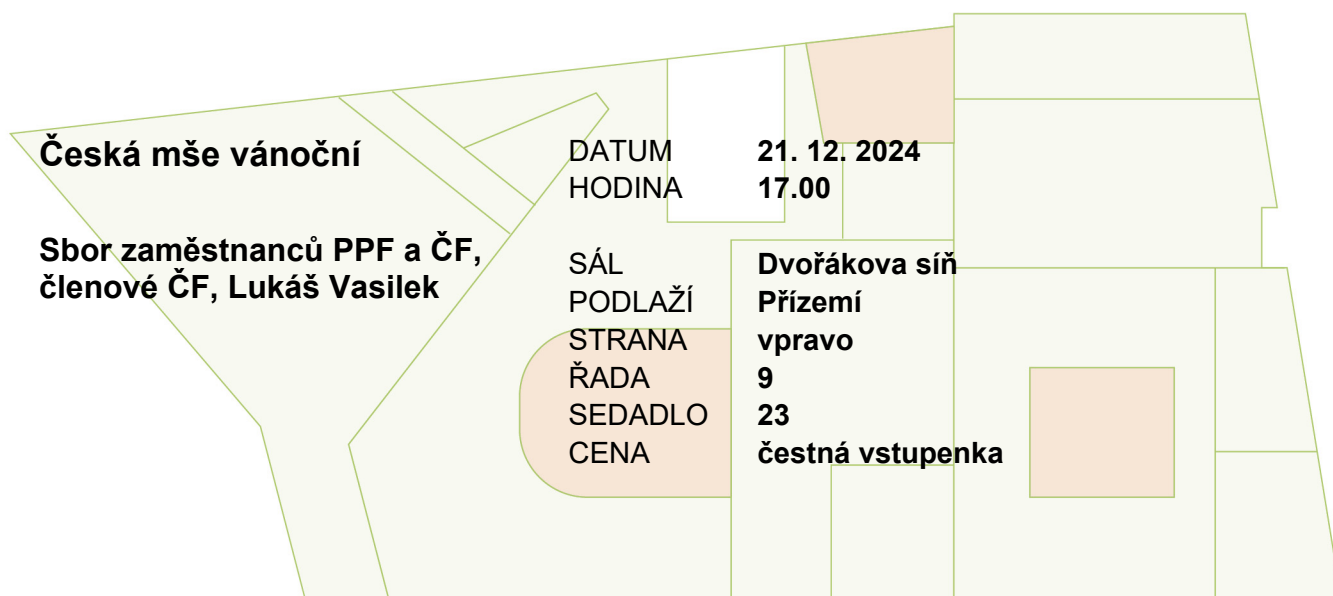 Česká mše vánoční
Sbor zaměstnanců PPF a ČF,
členové ČF, Lukáš Vasilek
DATUM 21. 12. 2024
HODINA 17.00
SÁL Dvořákova síň
PODLAŽÍ Přízemí
STRANA vpravo
ŘADA 9
SEDADLO 23
CENA čestná vstupenka